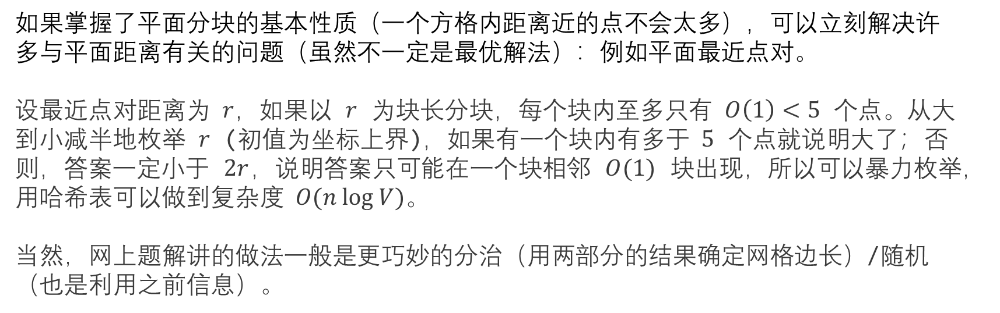 如果掌握了平面分块的基本性质（一个方格内距离近的点不会太多），可以立刻解决许
多与平面距离有关的问题（虽然不一定是最优解法）：例如平面最近点对。
设最近点对距离为 r，如果以 r 为块长分块，每个块内至多只有 O(1) < 5 个点。从大
到小减半地枚举 r (初值为坐标上界)，如果有一个块内有多于 5 个点就说明大了；否
则，答案一定小于 2r，说明答案只可能在一个块相邻 O(1) 块出现，所以可以暴力枚举，
用哈希表可以做到复杂度 O(n log V)。
当然，网上题解讲的做法一般是更巧妙的分治（用两部分的结果确定网格边长）/随机
（也是利用之前信息）。